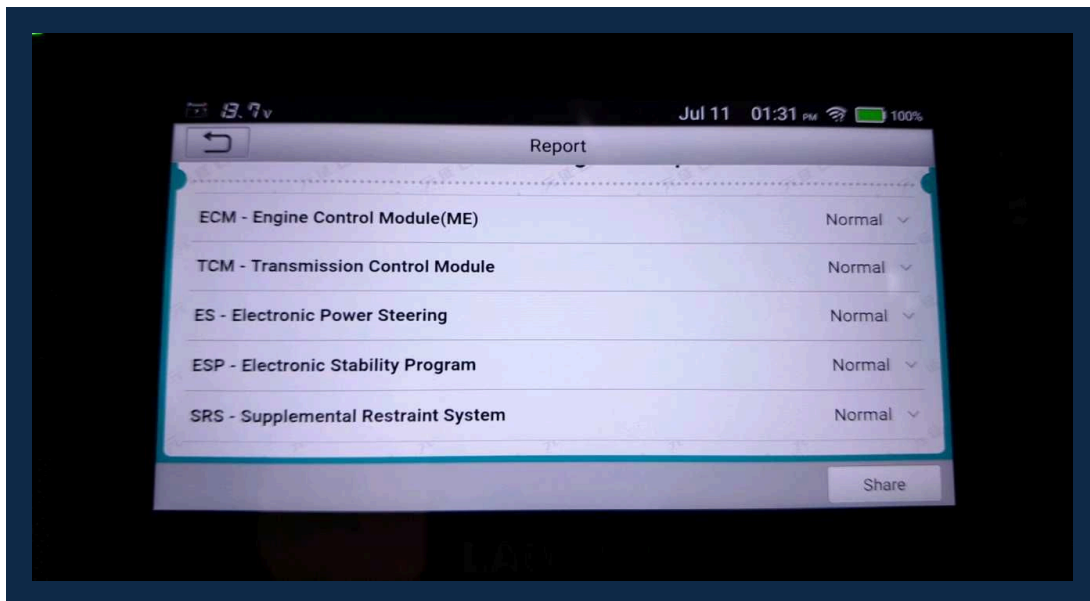 13.7v
Jul 11 01:31 PM 100%
Report
ECM - Engine Control Module(ME) Normal
TCM - Transmission Control Module Normal
ES - Electronic Power Steering Normal
ESP - Electronic Stability Program Normal
SRS - Supplemental Restraint System Normal
Share